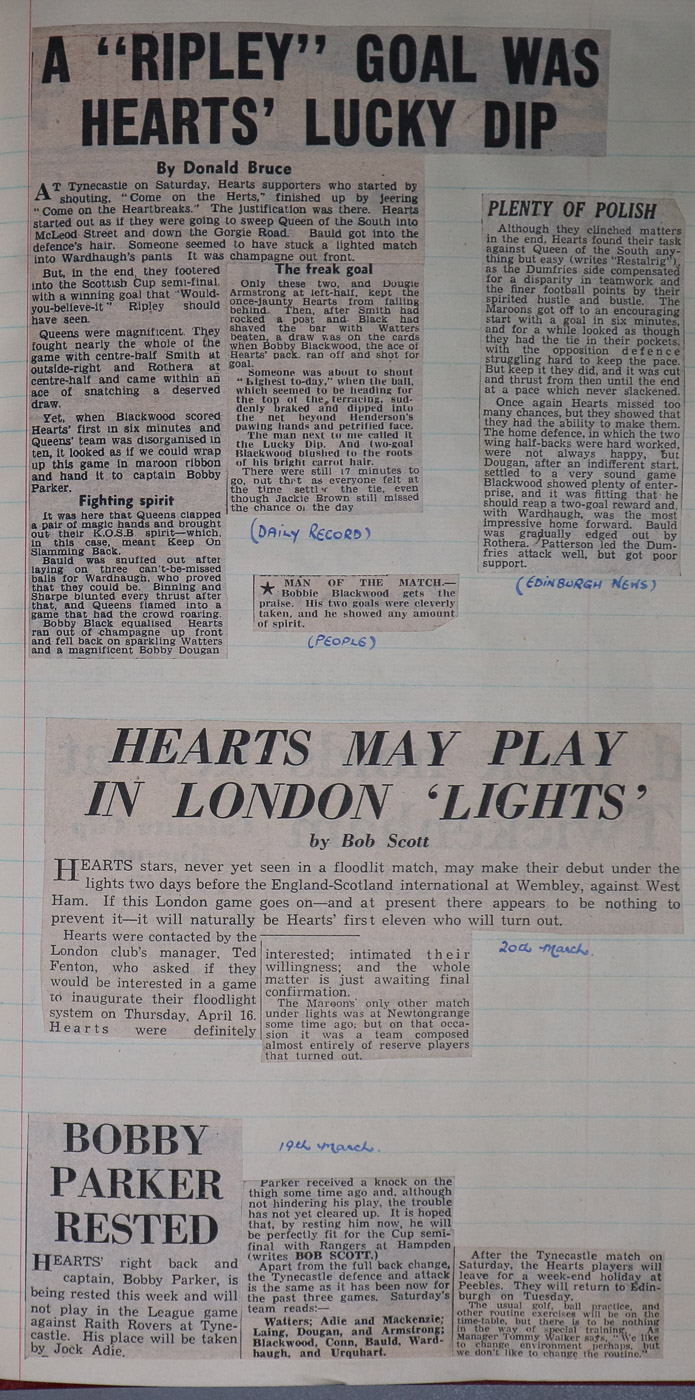 A “RIPLEY” GOAL WAS
HEARTS’ LUCKY DIP
By Donald Bruce
AT Tynecastle on Saturday, Hearts supporters who started by
shouting, “Come on the Herts,” finished up by jeering
“Come on the Heartbreaks.” The justification was there. Hearts
started out as if they were going to sweep Queen of the South into
McLeod Street and down the Gorgie Road. Bauld got into the
defence’s hair. Someone seemed to have stuck a lighted match
into Wardhaugh’s pants It was champagne out front.
But, in the end, they footered
into the Scottish Cup semi-final,
with a winning goal that “Would-
you-believe-it” Ripley should
have seen.
Queens were magnificent. They
fought nearly the whole of the
game with centre-half Smith at
outside-right and Rothera at
centre-half and came within an
ace of snatching a deserved
draw.
Yet, when Blackwood scored
Hearts’ first in six minutes and
Queens’ team was disorganised in
ten, it looked as if we could wrap
up this game in maroon ribbon
and hand it to captain Bobby
Parker.
Fighting spirit
It was here that Queens clapped
a pair of magic hands and brought
out their K.O.S.B spirit—which,
in this case, meant Keep On
Slamming Back.
Bauld was snuffed out after
laying on three can’t-be-missed
balls for Wardhaugh, who proved
that they could be. Binning and
Sharpe blunted every thrust after
that, and Queens flamed into a
game that had the crowd roaring.
Bobby Black equalised Hearts
ran out of champagne up front
and fell back on sparkling Watters
and a magnificent Bobby Dougan
The freak goal
Only these two, and Dougie
Armstrong at left-half, kept the
once-jaunty Hearts from falling
behind. Then, after Smith had
rocked a post and Black had
shaved the bar with Watters
beaten, a draw was on the cards
when Bobby Blackwood, the ace of
Hearts’ pack, ran off and shot for
goal.
Someone was about to shout
“highest to-day,” when the ball,
which seemed to be heading for
the top of the terracing, sud-
denly braked and dipped into
the net beyond Henderson’s
pawing hands and petrified face.
The man next to me called it
the Lucky Dip. And two-goal
Blackwood blushed to the roots
of his bright carrot hair.
There were still 17 minutes to
go, but that as everyone felt at
the time settled the tie, even
though Jackie Brown still missed
the chance of the day
(DAILY RECORD)
★ MAN OF THE MATCH.—
Bobbie Blackwood gets the
praise. His two goals were cleverly
taken, and he showed any amount
of spirit.
(PEOPLE)
PLENTY OF POLISH
Although they clinched matters
in the end, Hearts found their task
against Queen of the South any-
thing but easy (writes “Restalrig”),
as the Dumfries side compensated
for a disparity in teamwork and
the finer football points by their
spirited hustle and bustle. The
Maroons got off to an encouraging
start with a goal in six minutes,
and for a while looked as though
they had the tie in their pockets,
with the opposition defence
struggling hard to keep the pace.
But keep it they did, and it was cut
and thrust from then until the end
at a pace which never slackened.
Once again Hearts missed too
many chances, but they showed that
they had the ability to make them.
The home defence, in which the two
wing half-backs were hard worked,
were not always happy, but
Dougan, after an indifferent start,
settled to a very sound game
Blackwood showed plenty of enter-
prise, and it was fitting that he
should reap a two-goal reward and,
with Wardhaugh, was the most
impressive home forward. Bauld
was gradually edged out by
Rothera. Patterson led the Dum-
fries attack well, but got poor
support.
(EDINBURGH NEWS)
HEARTS MAY PLAY
IN LONDON ‘LIGHTS’
by Bob Scott
HEARTS stars, never yet seen in a floodlit match, may make their debut under the
lights two days before the England-Scotland international at Wembley, against West
Ham. If this London game goes on—and at present there appears to be nothing to
prevent it—it will naturally be Hearts’ first eleven who will turn out.
Hearts were contacted by the
London club’s manager, Ted
Fenton, who asked if they
would be interested in a game
to inaugurate their floodlight
system on Thursday, April 16.
Hearts were definitely
interested; intimated their
willingness; and the whole
matter is just awaiting final
confirmation.
The Maroons’ only other match
under lights was at Newtongrange
some time ago; but on that occa-
sion it was a team composed
almost entirely of reserve players
that turned out.
20th March.
BOBBY
PARKER
RESTED
HEARTS’ right back and
captain, Bobby Parker, is
being rested this week and will
not play in the League game
against Raith Rovers at Tyne-
castle. His place will be taken
by Jock Adie.
19th March.
Parker received a knock on the
thigh some time ago and, although
not hindering his play, the trouble
has not yet cleared up. It is hoped
that, by resting him now, he will
be perfectly fit for the Cup semi-
final with Rangers at Hampden
(writes BOB SCOTT.)
Apart from the full back change,
the Tynecastle defence and attack
is the same as it has been now for
the past three games. Saturday’s
team reads:—
Watters; Adie and Mackenzie;
Laing, Dougan, and Armstrong;
Blackwood, Conn, Bauld, Ward-
haugh, and Urquhart.
After the Tynecastle match on
Saturday, the Hearts players will
leave for a week-end holiday at
Peebles. They will return to Edin-
burgh on Tuesday.
The usual golf, ball practice, and
other routine exercises will be on the
time-table, but there is to be nothing
in the way of special training. As
Manager Tommy Walker says, “We like
to change environment perhaps, but
we don’t like to change the routine.”